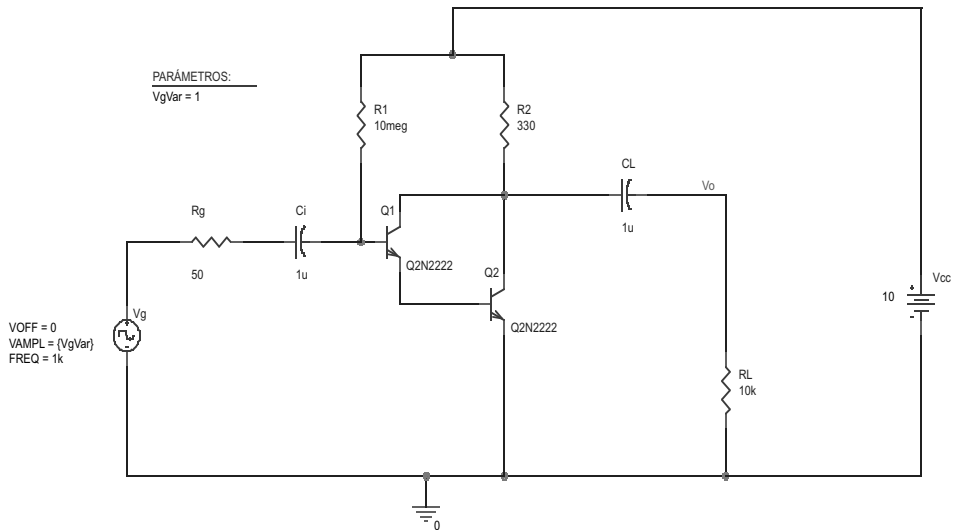 PARÁMETROS:
VgVar = 1
R1
10meg
R2
330
CL
Vo
1u
Rg
50
Ci
1u
Q1
Q2N2222
Q2
Q2N2222
Vg
VOFF = 0
VAMPL = {VgVar}
FREQ = 1k
Vcc
10
RL
10k
0